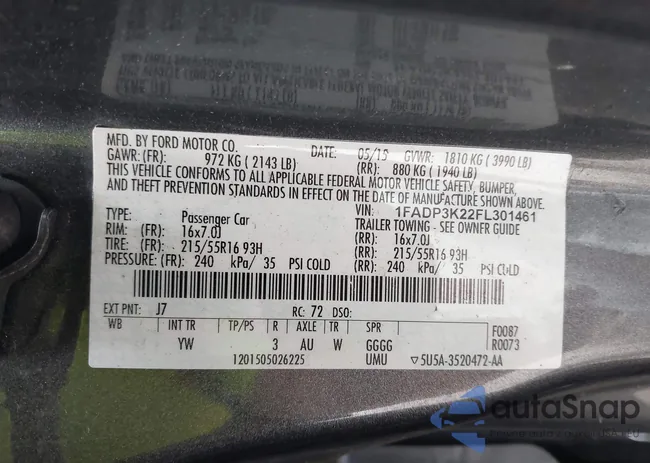 MFD. BY FORD MOTOR CO. DATE: 05/15 GVWR: 1810 KG ( 3990 LB)
GAWR: (FR): 972 KG ( 2143 LB) (RR): 880 KG ( 1940 LB)
THIS VEHICLE CONFORMS TO ALL APPLICABLE FEDERAL MOTOR VEHICLE SAFETY, BUMPER,
AND THEFT PREVENTION STANDARDS IN EFFECT ON THE DATE OF MANUFACTURE SHOWN ABOVE.
VIN: 1FADP3K22FL301461
TYPE: Passenger Car TRAILER TOWING - SEE OWNER GUIDE
RIM: (FR) 16x7.0J (RR): 16x7.0J
TIRE: (FR) 215/55R16 93H (RR): 215/55R16 93H
PRESSURE: (FR) 240 kPa/ 35 PSI COLD (RR): 240 kPa/ 35 PSI COLD
EXT PNT: J7 RC: 72 DSO:
WB INT TR TP/PS R AXLE TR SPR F0087
YW 3 AU W GGGG R0073
1201505026225 UMU ▽5U5A-3520472-AA
autoSnap